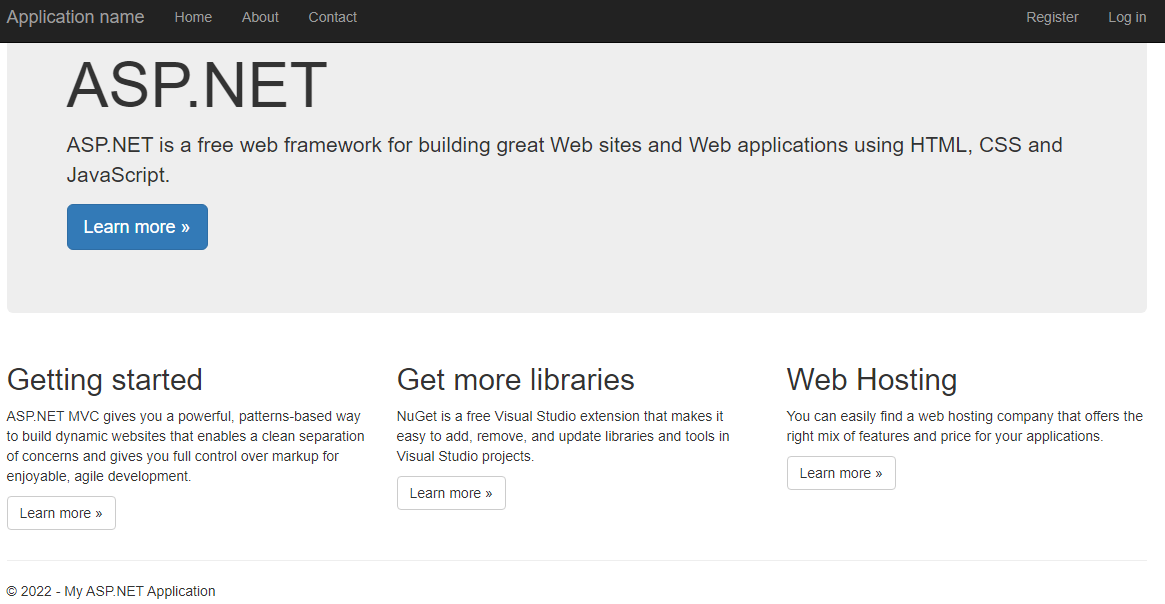 Application name Home About Contact Register Log in
ASP.NET
ASP.NET is a free web framework for building great Web sites and Web applications using HTML, CSS and
JavaScript.
Learn more »
Getting started
ASP.NET MVC gives you a powerful, patterns-based way
to build dynamic websites that enables a clean separation
of concerns and gives you full control over markup for
enjoyable, agile development.
Learn more »
Get more libraries
NuGet is a free Visual Studio extension that makes it
easy to add, remove, and update libraries and tools in
Visual Studio projects.
Learn more »
Web Hosting
You can easily find a web hosting company that offers the
right mix of features and price for your applications.
Learn more »
© 2022 - My ASP.NET Application